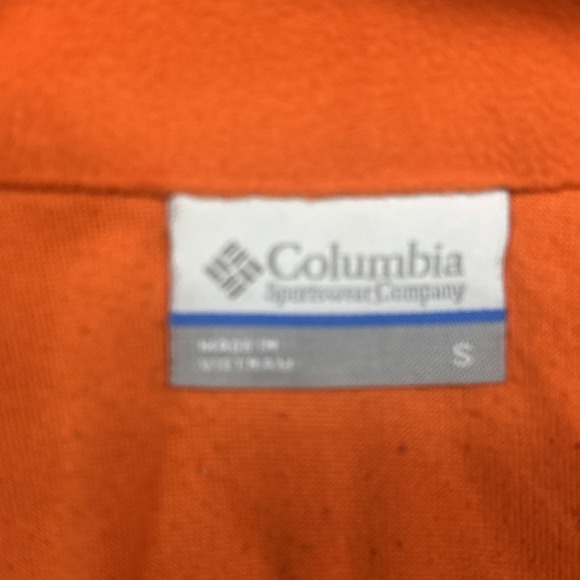 Columbia
Sportswear Company
MADE IN
VIETNAM
S